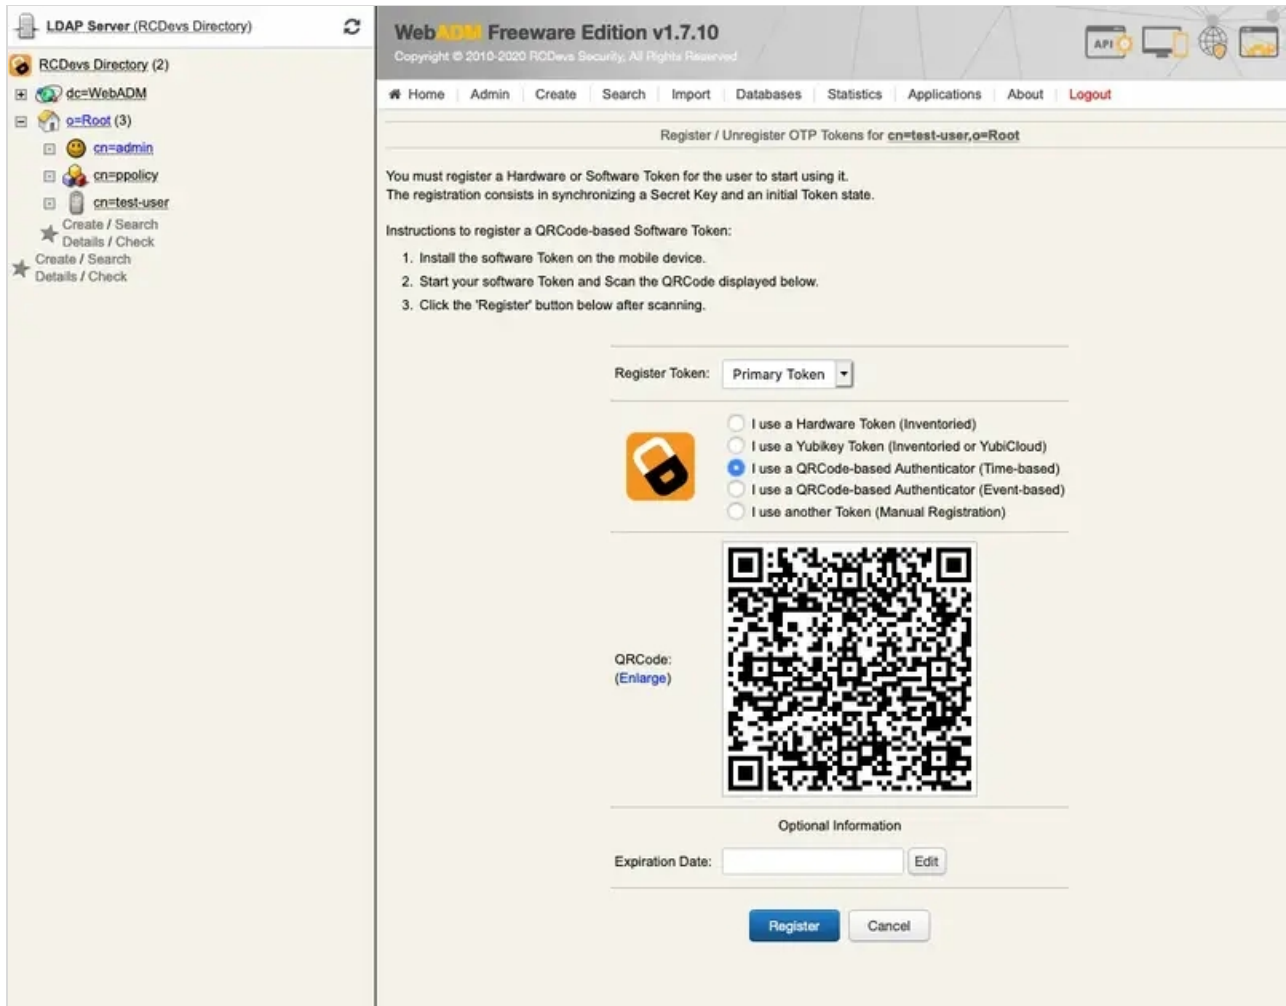 LDAP Server (RCDevs Directory)
RCDevs Directory (2)
dc=WebADM
o=Root (3)
cn=admin
cn=ppolicy
cn=test-user
Create / Search
Details / Check
Create / Search
Details / Check
WebADM Freeware Edition v1.7.10
Copyright © 2010-2020 RCDevs Security, All Rights Reserved
API
Home Admin Create Search Import Databases Statistics Applications About Logout
Register / Unregister OTP Tokens for cn=test-user,o=Root
You must register a Hardware or Software Token for the user to start using it.
The registration consists in synchronizing a Secret Key and an initial Token state.
Instructions to register a QRCode-based Software Token:
1. Install the software Token on the mobile device.
2. Start your software Token and Scan the QRCode displayed below.
3. Click the 'Register' button below after scanning.
Register Token: Primary Token
I use a Hardware Token (Inventoried)
I use a Yubikey Token (Inventoried or YubiCloud)
I use a QRCode-based Authenticator (Time-based)
I use a QRCode-based Authenticator (Event-based)
I use another Token (Manual Registration)
QRCode:
(Enlarge)
Optional Information
Expiration Date: Edit
Register Cancel